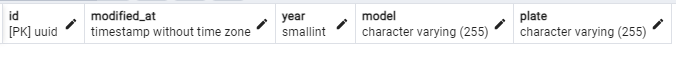 id
[PK] uuid
modified_at
timestamp without time zone
year
smallint
model
character varying (255)
plate
character varying (255)